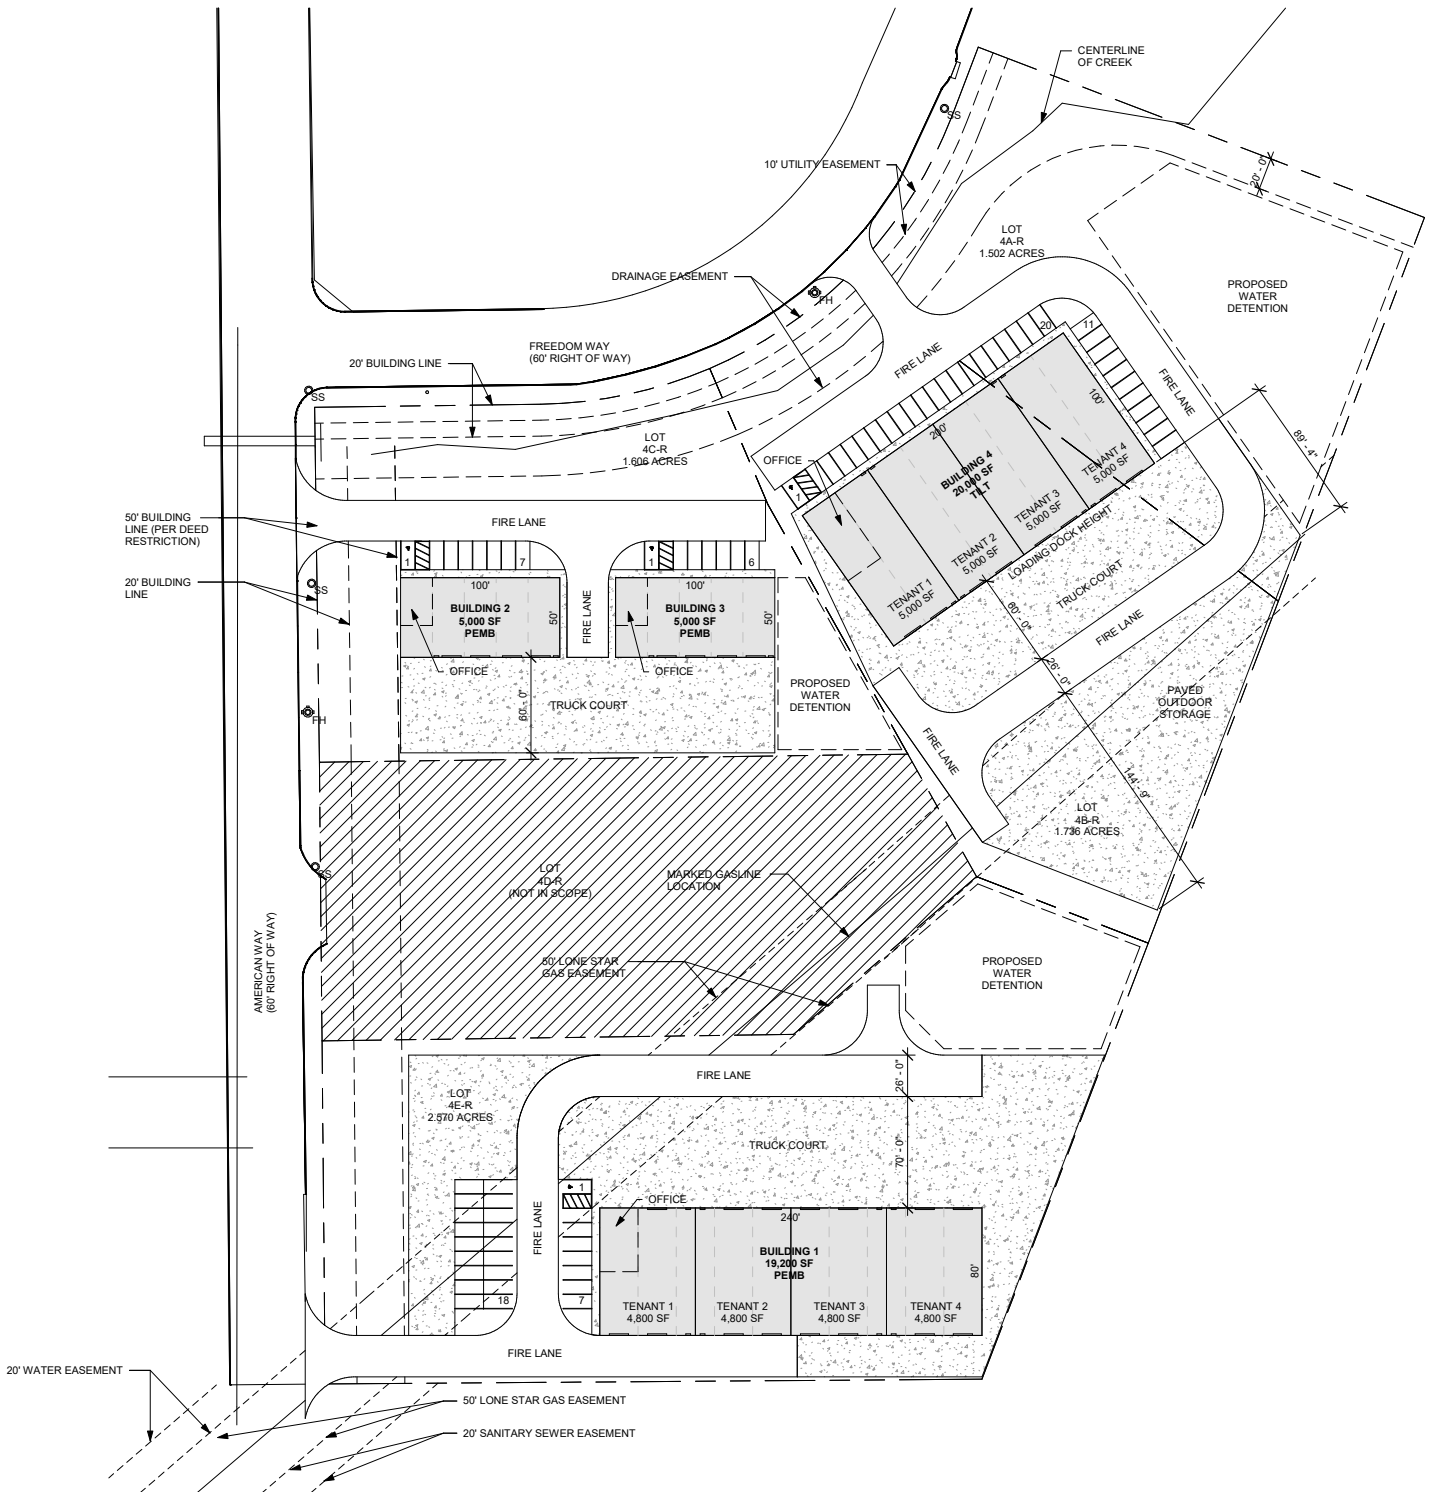 CENTERLINE
OF CREEK
SS
10' UTILITY EASEMENT
20' - 0"
LOT
4A-R
1.502 ACRES
DRAINAGE EASEMENT
FH
PROPOSED
WATER
DETENTION
20
11
FREEDOM WAY
(60' RIGHT OF WAY)
20' BUILDING LINE
FIRE LANE
FIRE LANE
SS
100'
200'
89' - 4"
LOT
4C-R
1.606 ACRES
OFFICE
BUILDING 4
20,000 SF
TILT
TENANT 4
5,000 SF
TENANT 3
5,000 SF
TENANT 2
5,000 SF
TENANT 1
5,000 SF
1
LOADING DOCK HEIGHT
TRUCK COURT
FIRE LANE
60' - 0"
26' - 0"
50' BUILDING
LINE (PER DEED
RESTRICTION)
FIRE LANE
1
7
1
6
20' BUILDING
LINE
SS
100'
BUILDING 2
5,000 SF
PEMB
50'
FIRE LANE
100'
BUILDING 3
5,000 SF
PEMB
50'
OFFICE
OFFICE
PROPOSED
WATER
DETENTION
PAVED
OUTDOOR
STORAGE
FH
60' - 0"
TRUCK COURT
FIRE LANE
144' - 9"
LOT
4B-R
1.736 ACRES
SS
LOT
4D-R
(NOT IN SCOPE)
MARKED GASLINE
LOCATION
AMERICAN WAY
(60' RIGHT OF WAY)
50' LONE STAR
GAS EASEMENT
PROPOSED
WATER
DETENTION
FIRE LANE
26' - 0"
LOT
4E-R
2.570 ACRES
TRUCK COURT
70' - 0"
1
OFFICE
FIRE LANE
240'
BUILDING 1
19,200 SF
PEMB
80'
18
7
TENANT 1
4,800 SF
TENANT 2
4,800 SF
TENANT 3
4,800 SF
TENANT 4
4,800 SF
FIRE LANE
20' WATER EASEMENT
50' LONE STAR GAS EASEMENT
20' SANITARY SEWER EASEMENT